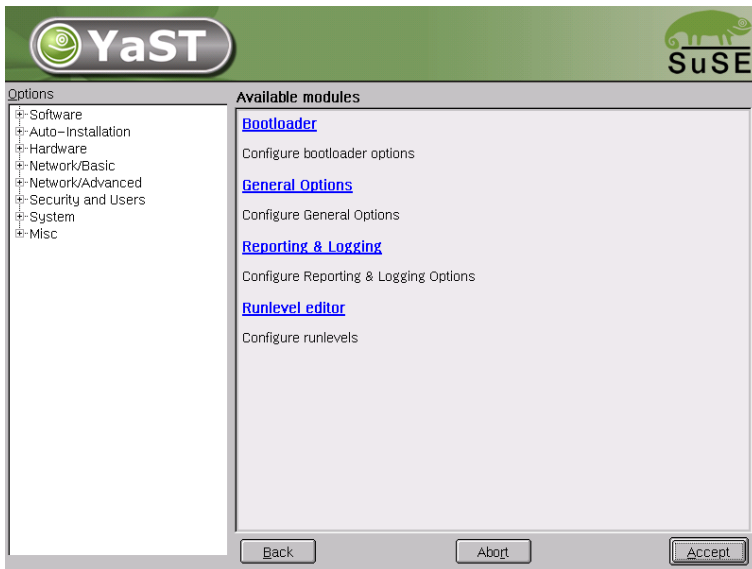 YaST
SuSE
Options
Software
Auto-Installation
Hardware
Network/Basic
Network/Advanced
Security and Users
System
Misc
Available modules
Bootloader
Configure bootloader options
General Options
Configure General Options
Reporting & Logging
Configure Reporting & Logging Options
Runlevel editor
Configure runlevels
Back
Abort
Accept